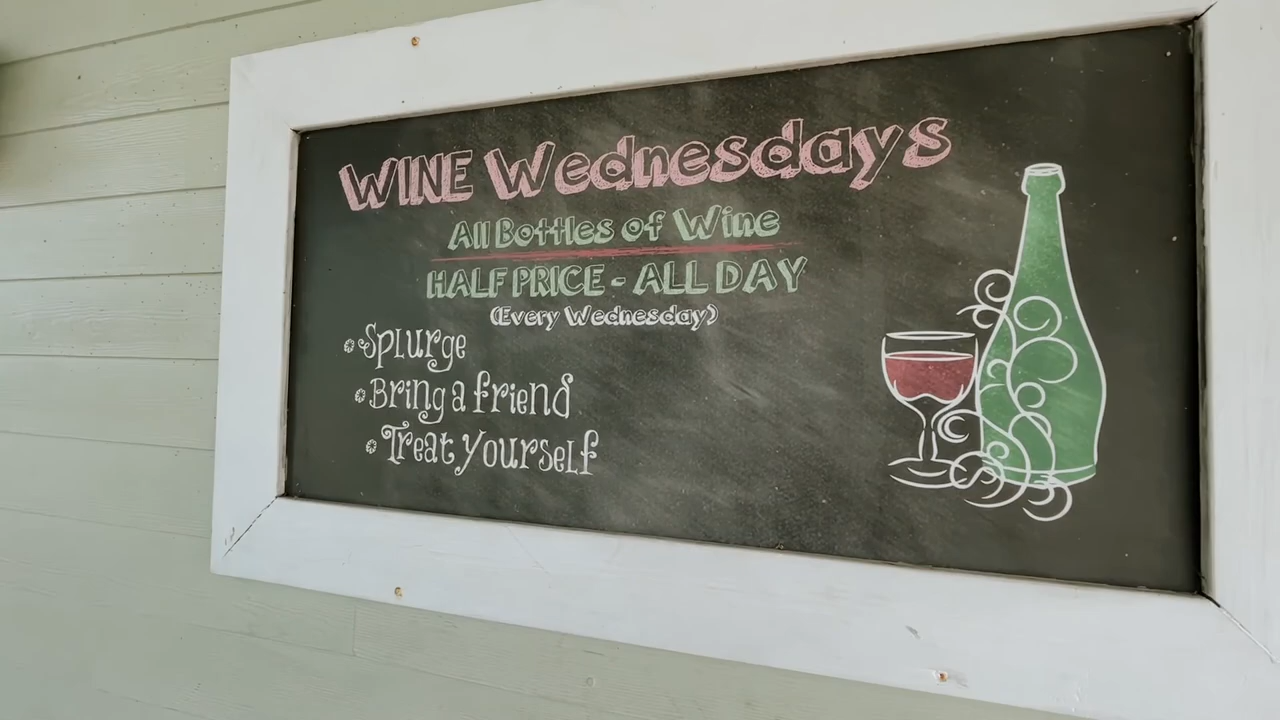 WINE Wednesdays
All Bottles of Wine
HALF PRICE - ALL DAY
(Every Wednesday)
• Splurge
• Bring a friend
• Treat yourself